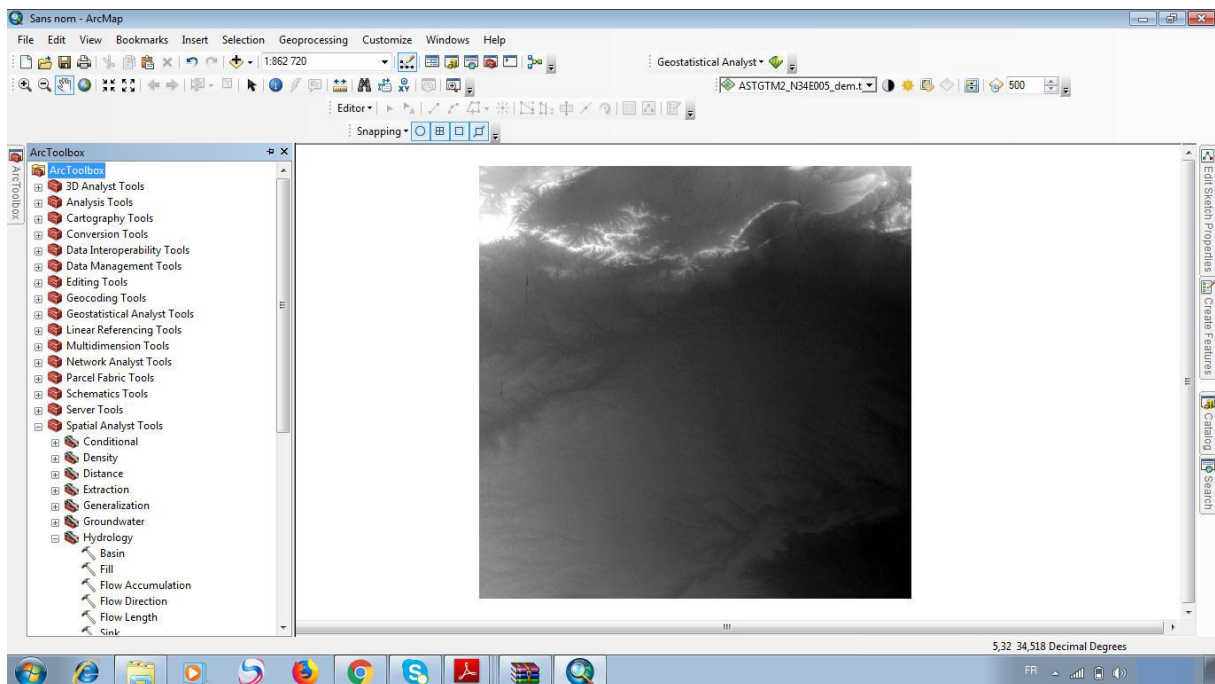 Sans nom - ArcMap
File Edit View Bookmarks Insert Selection Geoprocessing Customize Windows Help
1:862 720
Geostatistical Analyst
ASTGTM2_N34E005_dem.t
500
Editor
Snapping
ArcToolbox
ArcToolbox
ArcToolbox
3D Analyst Tools
Analysis Tools
Cartography Tools
Conversion Tools
Data Interoperability Tools
Data Management Tools
Editing Tools
Geocoding Tools
Geostatistical Analyst Tools
Linear Referencing Tools
Multidimension Tools
Network Analyst Tools
Parcel Fabric Tools
Schematics Tools
Server Tools
Spatial Analyst Tools
Conditional
Density
Distance
Extraction
Generalization
Groundwater
Hydrology
Basin
Fill
Flow Accumulation
Flow Direction
Flow Length
Sink
Edit Sketch Properties
Create Features
Catalog
Search
5,32 34,518 Decimal Degrees
FR